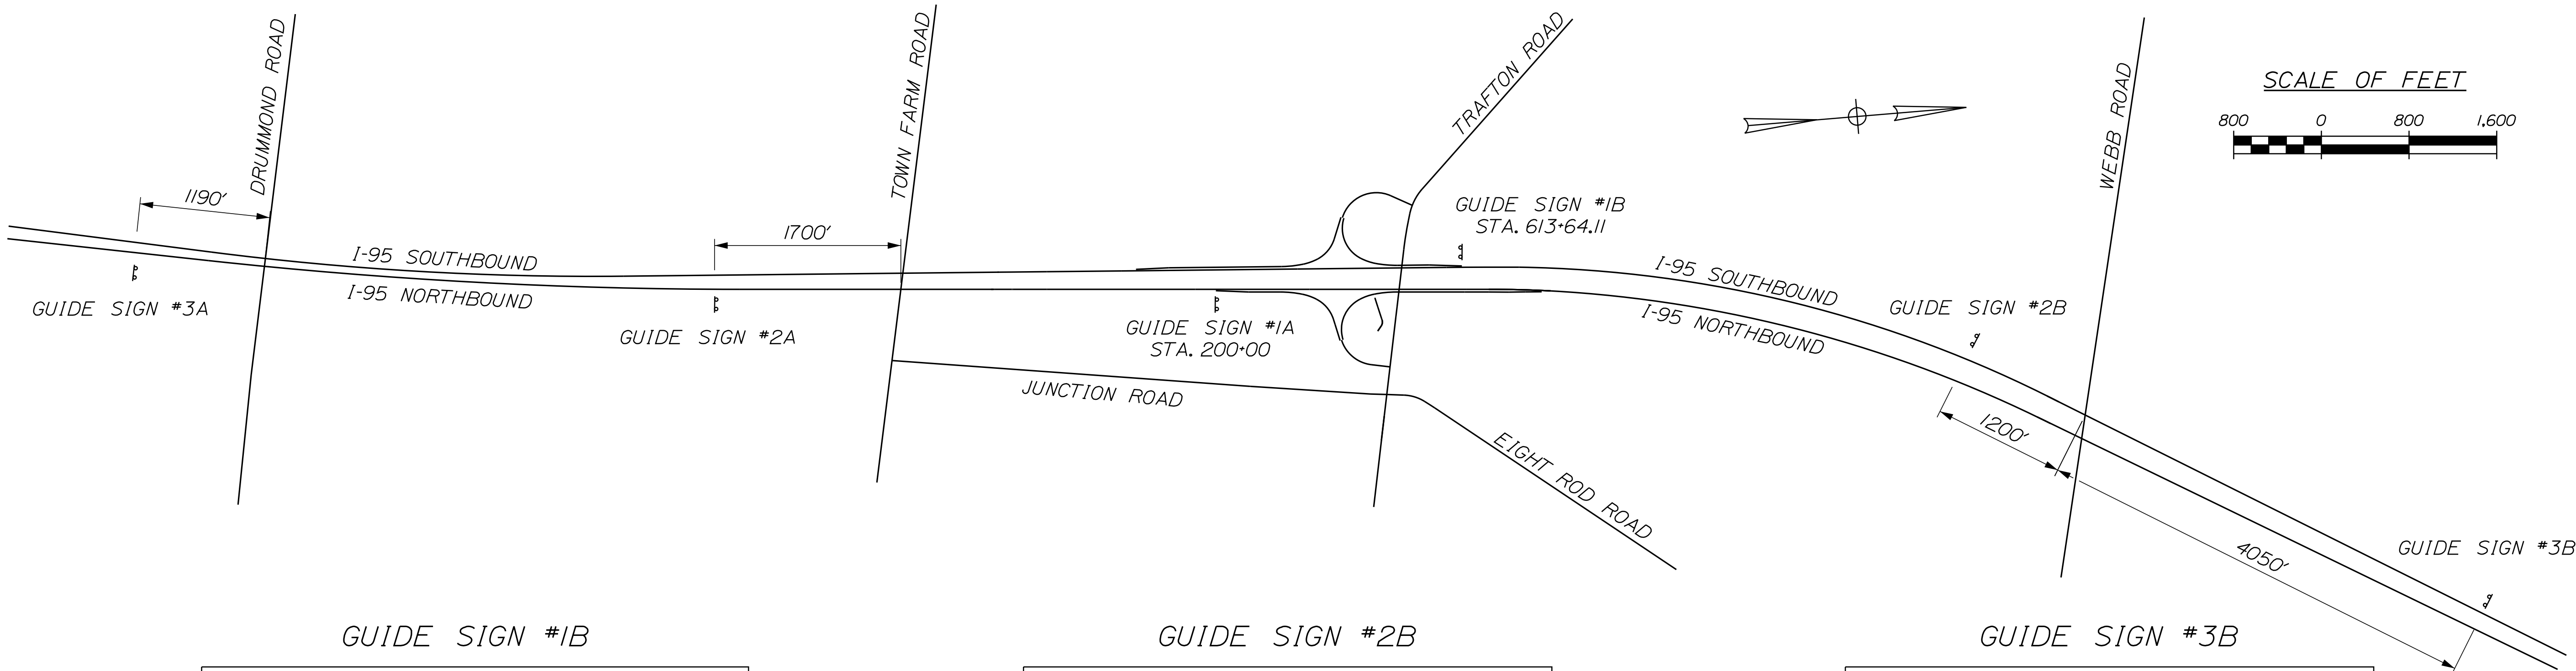 DRUMMOND ROAD
TOWN FARM ROAD
TRAFTON ROAD
WEBB ROAD
SCALE OF FEET
800 0 800 1,600
1190'
1700'
GUIDE SIGN #1B
STA. 613+64.11
I-95 SOUTHBOUND
I-95 NORTHBOUND
I-95 SOUTHBOUND
I-95 NORTHBOUND
GUIDE SIGN #3A
GUIDE SIGN #2A
GUIDE SIGN #1A
STA. 200+00
GUIDE SIGN #2B
JUNCTION ROAD
EIGHT ROD ROAD
1200'
4050'
GUIDE SIGN #3B
GUIDE SIGN #1B
GUIDE SIGN #2B
GUIDE SIGN #3B